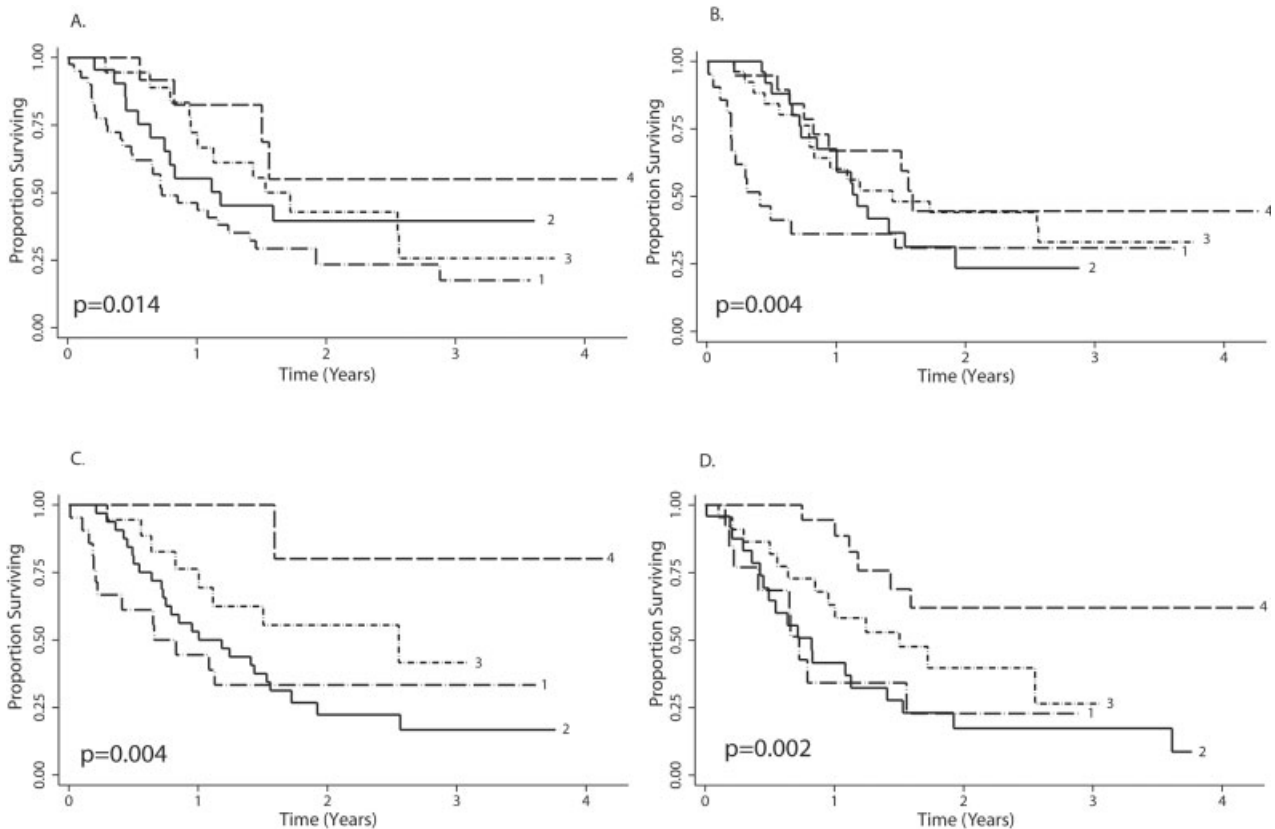 A.
Proportion Surviving
1.00
0.75
0.50
0.25
0.00
4
2
3
1
p=0.014
0 1 2 3 4
Time (Years)
B.
Proportion Surviving
1.00
0.75
0.50
0.25
0.00
4
3
1
2
p=0.004
0 1 2 3 4
Time (Years)
C.
Proportion Surviving
1.00
0.75
0.50
0.25
0.00
4
3
1
2
p=0.004
0 1 2 3 4
Time (Years)
D.
Proportion Surviving
1.00
0.75
0.50
0.25
0.00
4
3
1
2
p=0.002
0 1 2 3 4
Time (Years)